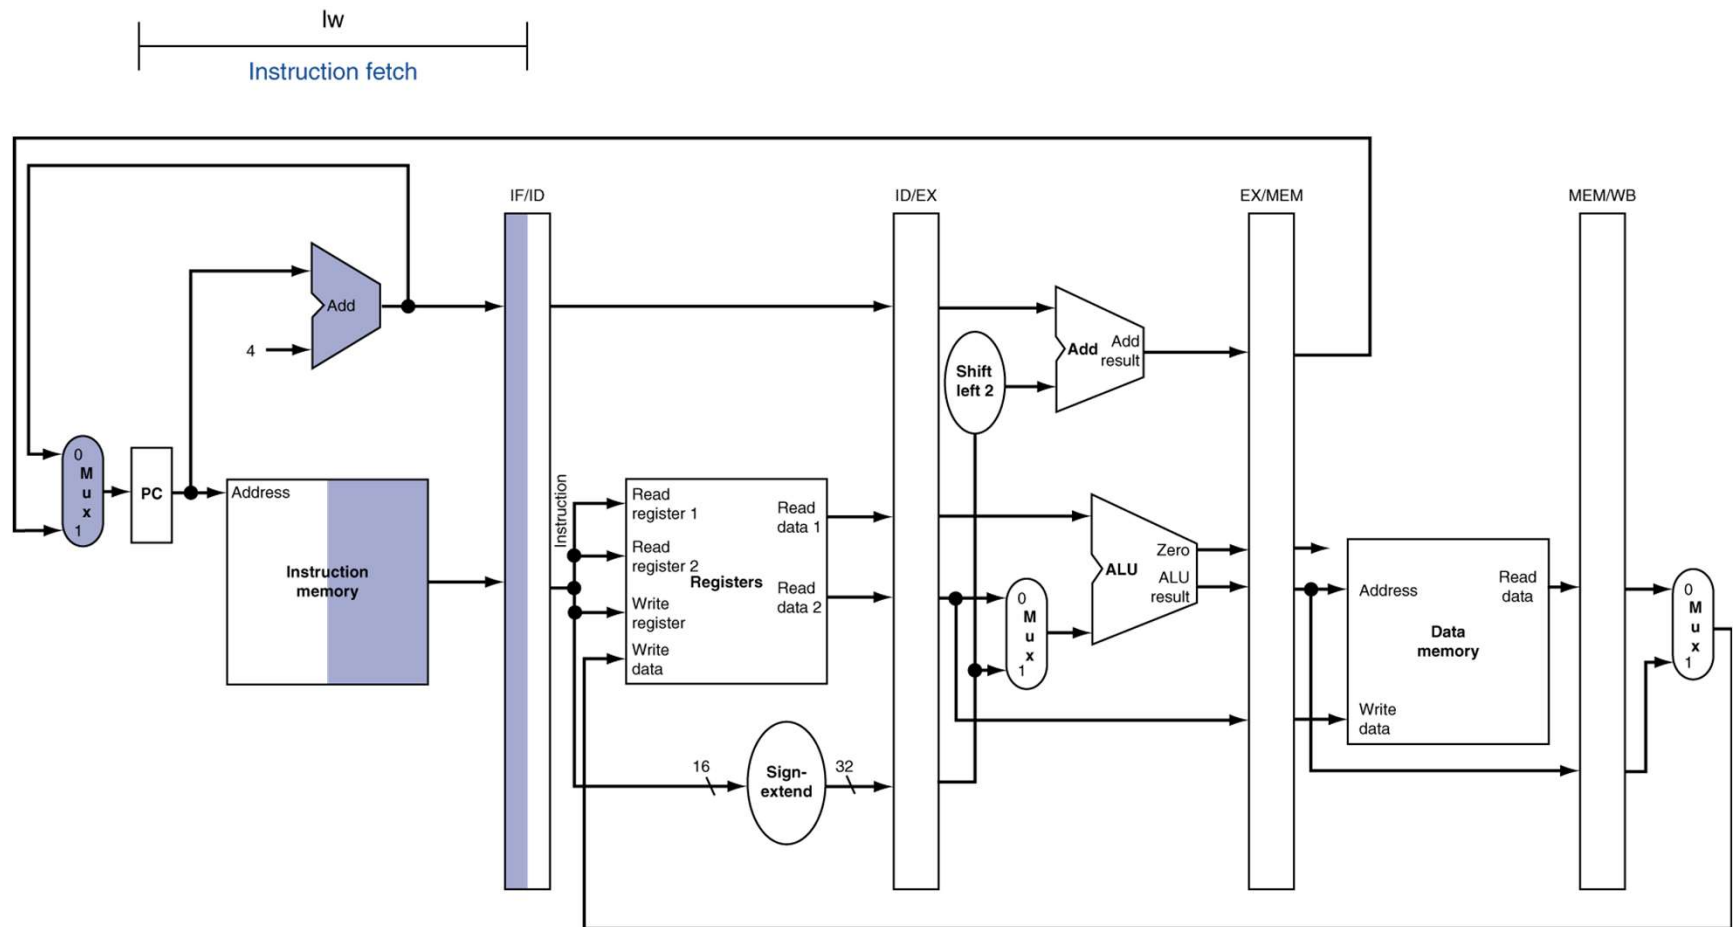 lw
Instruction fetch
IF/ID
ID/EX
EX/MEM
MEM/WB
Add
4
Add
Add
result
Shift
left 2
0
M
u
x
1
PC
Address
Instruction
memory
Instruction
Read
register 1
Read
register 2
Write
register
Write
data
Registers
Read
data 1
Read
data 2
16
Sign-
extend
32
0
M
u
x
1
ALU
Zero
ALU
result
Address
Read
data
Data
memory
Write
data
0
M
u
x
1